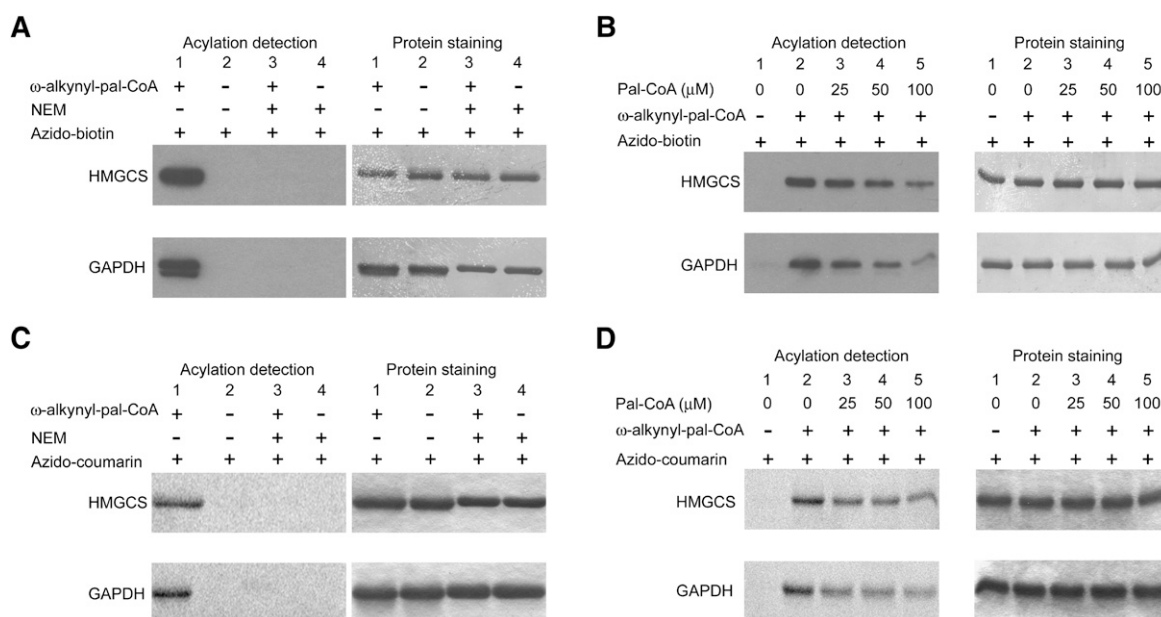 A
Acylation detection Protein staining
1 2 3 4 1 2 3 4
ω-alkynyl-pal-CoA + - + - + - + -
NEM - - + + - - + +
Azido-biotin + + + + + + + +
HMGCS
GAPDH
B
Acylation detection Protein staining
1 2 3 4 5 1 2 3 4 5
Pal-CoA (μM) 0 0 25 50 100 0 0 25 50 100
ω-alkynyl-pal-CoA - + + + + - + + + +
Azido-biotin + + + + + + + + + +
HMGCS
GAPDH
C
Acylation detection Protein staining
1 2 3 4 1 2 3 4
ω-alkynyl-pal-CoA + - + - + - + -
NEM - - + + - - + +
Azido-coumarin + + + + + + + +
HMGCS
GAPDH
D
Acylation detection Protein staining
1 2 3 4 5 1 2 3 4 5
Pal-CoA (μM) 0 0 25 50 100 0 0 25 50 100
ω-alkynyl-pal-CoA - + + + + - + + + +
Azido-coumarin + + + + + + + + + +
HMGCS
GAPDH